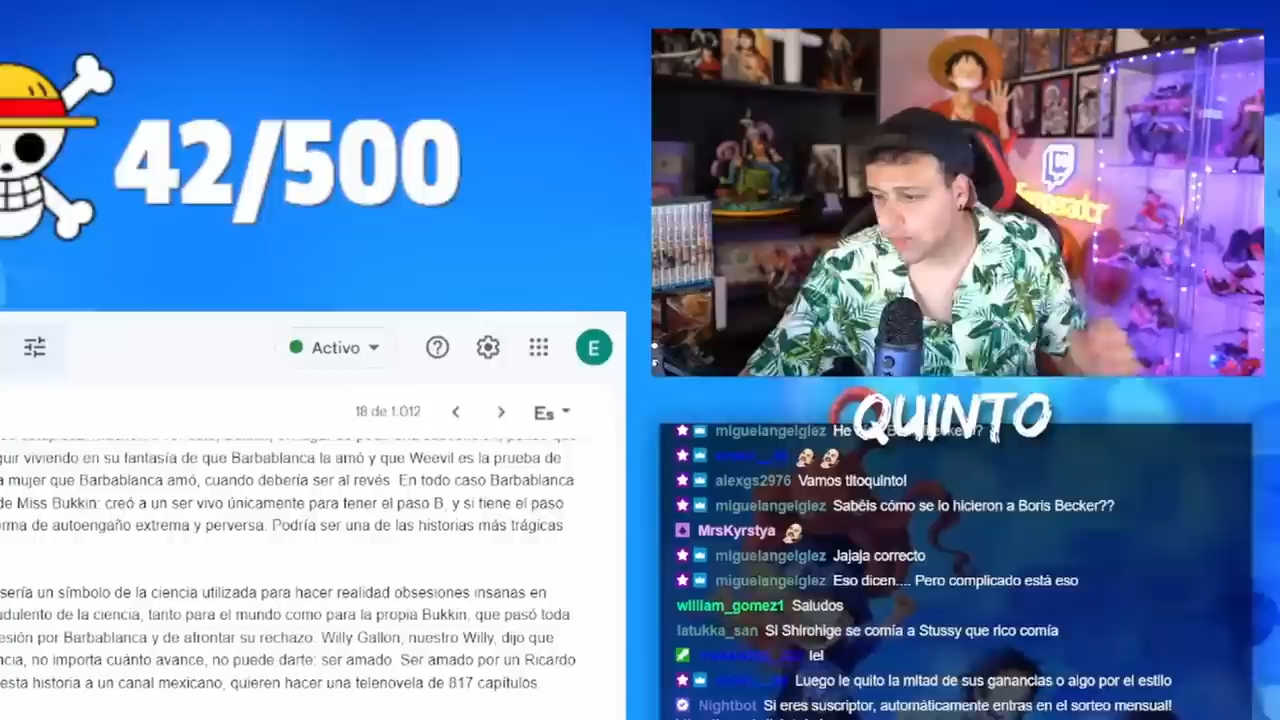 42/500
Emperador
Activo
E
18 de 1.012
Es
uir viviendo en su fantasía de que Barbablanca la amó y que Weevil es la prueba de
a mujer que Barbablanca amó, cuando debería ser al revés. En todo caso Barbablanca
de Miss Bukkin: creó a un ser vivo únicamente para tener el paso B, y si tiene el paso
orma de autoengaño extrema y perversa. Podría ser una de las historias más trágicas
sería un símbolo de la ciencia utilizada para hacer realidad obsesiones insanas en
udulento de la ciencia, tanto para el mundo como para la propia Bukkin, que pasó toda
esión por Barbablanca y de afrontar su rechazo. Willy Gallon, nuestro Willy, dijo que
ncia, no importa cuánto avance, no puede darte: ser amado. Ser amado por un Ricardo
esta historia a un canal mexicano, quieren hacer una telenovela de 817 capítulos.
QUINTO
miguelangelglez He
alexgs2976 Vamos titoquinto!
miguelangelglez Sabéis cómo se lo hicieron a Boris Becker??
MrsKyrstya
miguelangelglez Jajaja correcto
miguelangelglez Eso dicen.... Pero complicado está eso
william_gomez1 Saludos
latukka_san Si Shirohige se comía a Stussy que rico comía
lel
Luego le quito la mitad de sus ganancias o algo por el estilo
Nightbot Si eres suscriptor, automáticamente entras en el sorteo mensual!